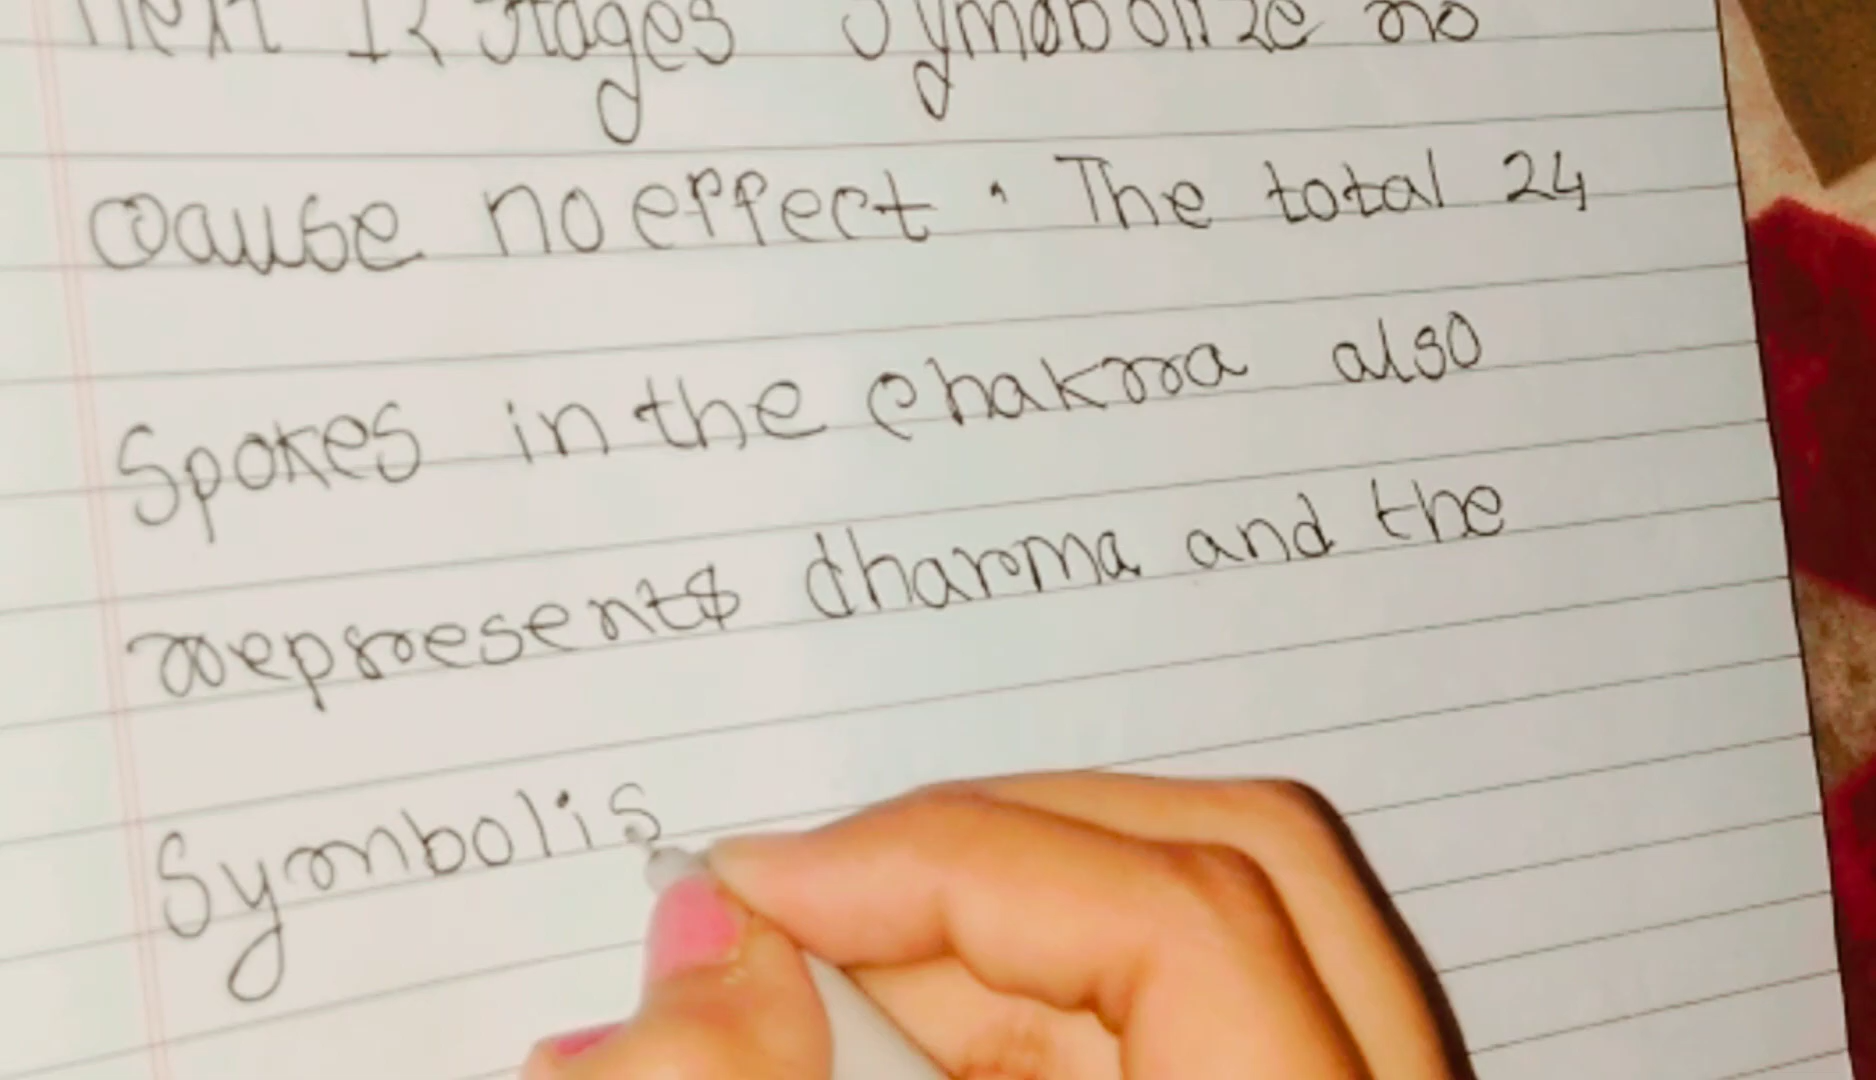 next 12 stages Symobolize no
cause no effect. The total 24
Spokes in the chakra also
represents dharma and the
Symbolis